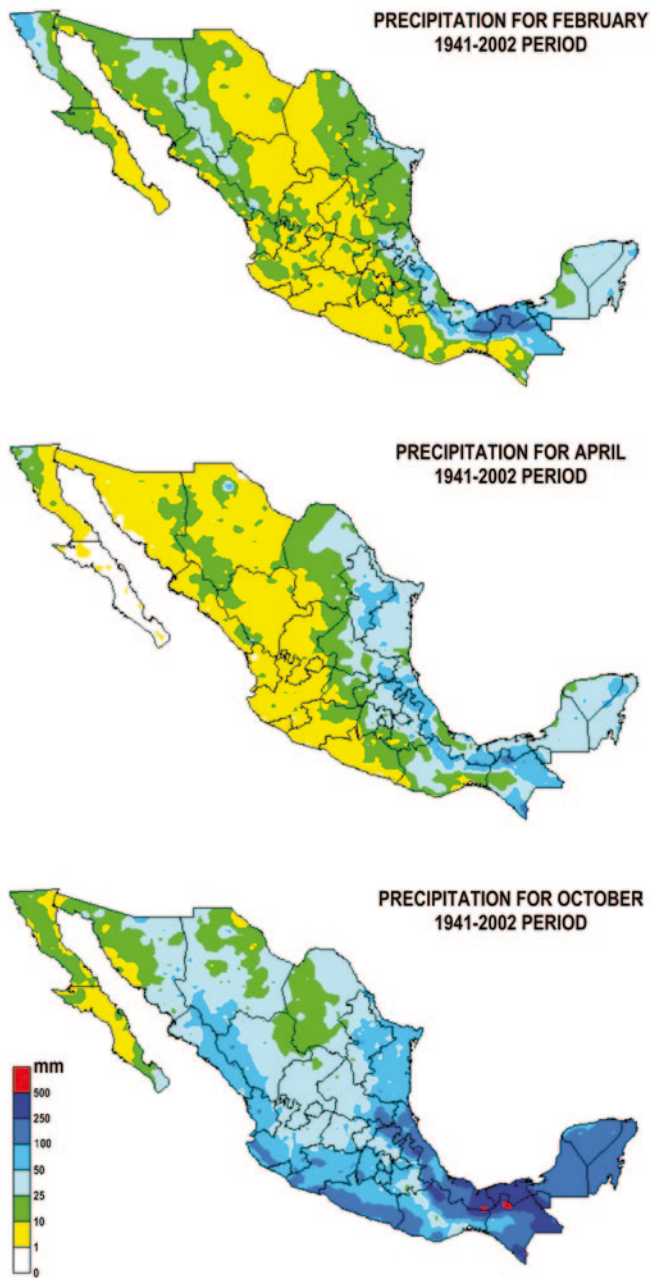 PRECIPITATION FOR FEBRUARY
1941-2002 PERIOD
PRECIPITATION FOR APRIL
1941-2002 PERIOD
PRECIPITATION FOR OCTOBER
1941-2002 PERIOD
mm
500
250
100
50
25
10
1
0